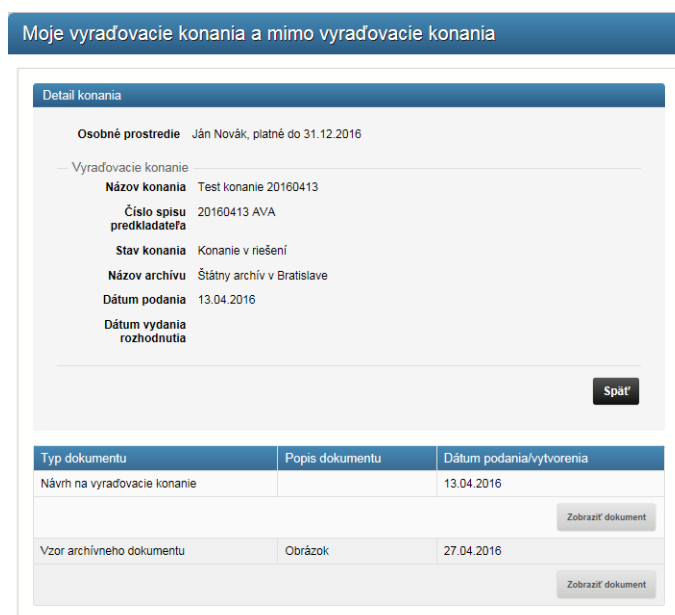 Moje vyraďovacie konania a mimo vyraďovacie konania
Detail konania
Osobné prostredie Ján Novák, platné do 31.12.2016
Vyraďovacie konanie
Názov konania Test konanie 20160413
Číslo spisu predkladateľa 20160413 AVA
Stav konania Konanie v riešení
Názov archívu Štátny archív v Bratislave
Dátum podania 13.04.2016
Dátum vydania
rozhodnutia
Späť
Typ dokumentu Popis dokumentu Dátum podania/vytvorenia
Návrh na vyraďovacie konanie 13.04.2016
Zobraziť dokument
Vzor archívneho dokumentu Obrázok 27.04.2016
Zobraziť dokument